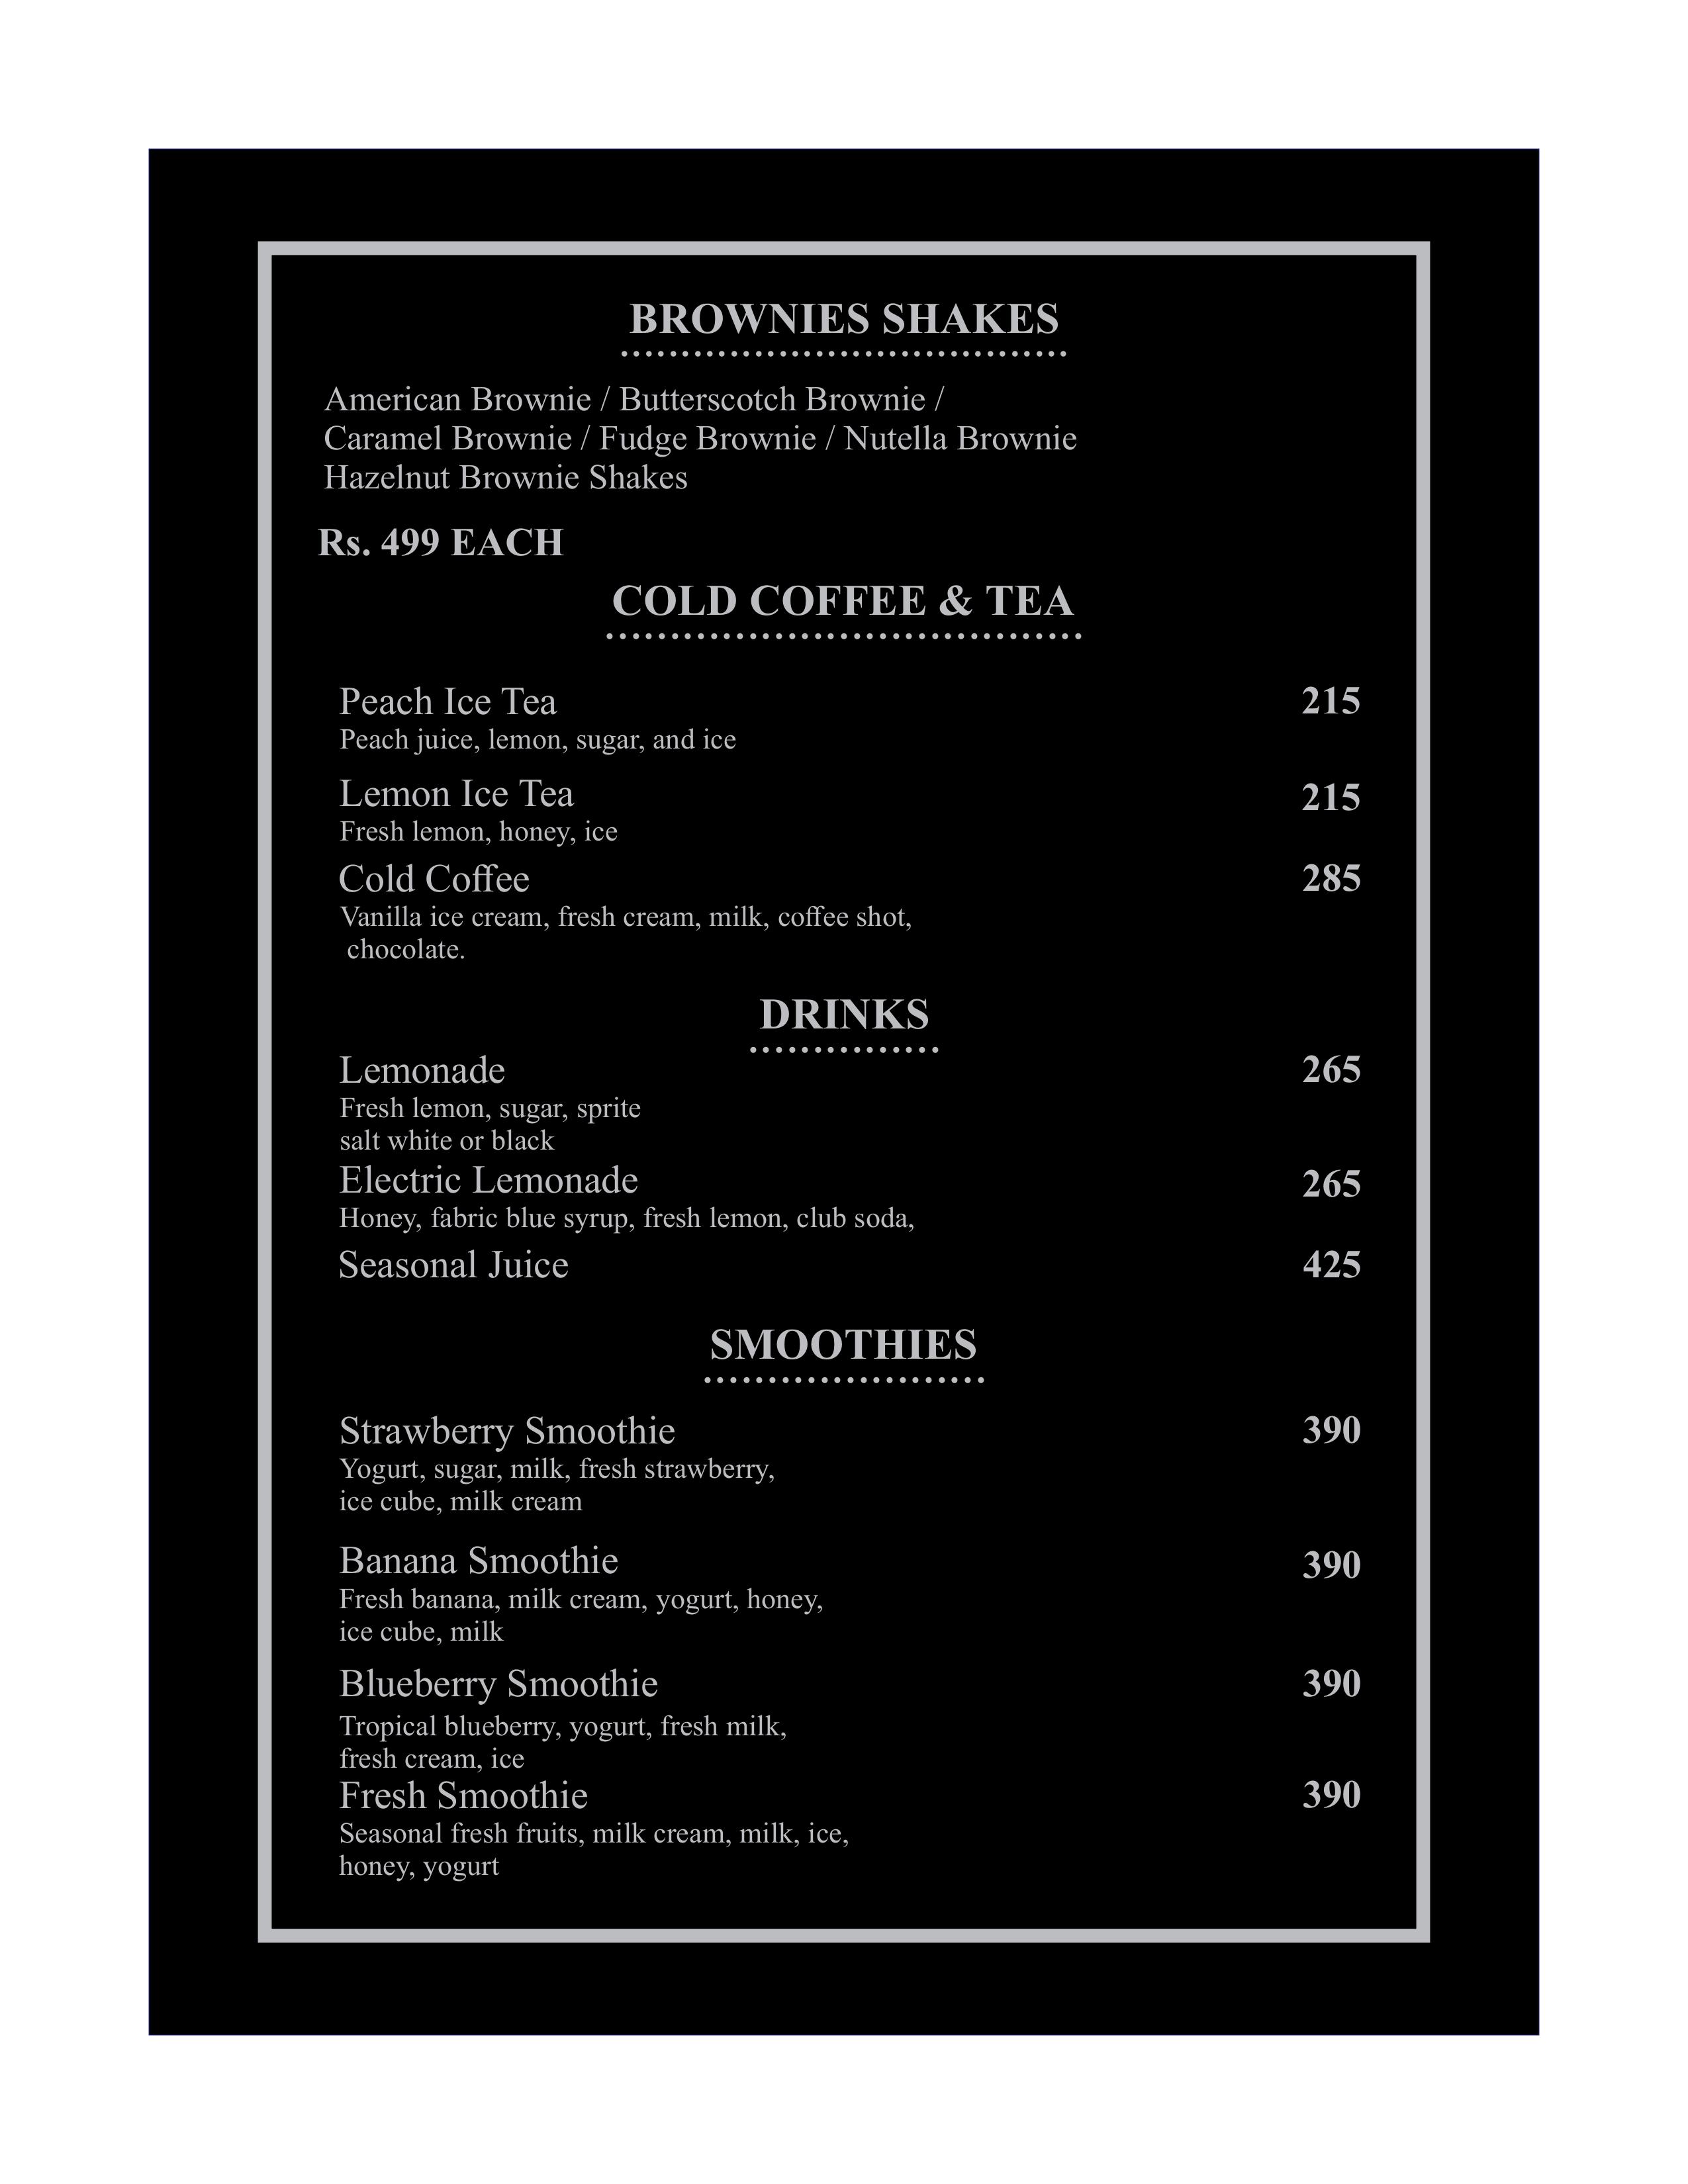 BROWNIES SHAKES
American Brownie / Butterscotch Brownie /
Caramel Brownie / Fudge Brownie / Nutella Brownie
Hazelnut Brownie Shakes
Rs. 499 EACH
COLD COFFEE & TEA
Peach Ice Tea 215
Peach juice, lemon, sugar, and ice
Lemon Ice Tea 215
Fresh lemon, honey, ice
Cold Coffee 285
Vanilla ice cream, fresh cream, milk, coffee shot,
chocolate.
DRINKS
Lemonade 265
Fresh lemon, sugar, sprite
salt white or black
Electric Lemonade 265
Honey, fabric blue syrup, fresh lemon, club soda,
Seasonal Juice 425
SMOOTHIES
Strawberry Smoothie 390
Yogurt, sugar, milk, fresh strawberry,
ice cube, milk cream
Banana Smoothie 390
Fresh banana, milk cream, yogurt, honey,
ice cube, milk
Blueberry Smoothie 390
Tropical blueberry, yogurt, fresh milk,
fresh cream, ice
Fresh Smoothie 390
Seasonal fresh fruits, milk cream, milk, ice,
honey, yogurt